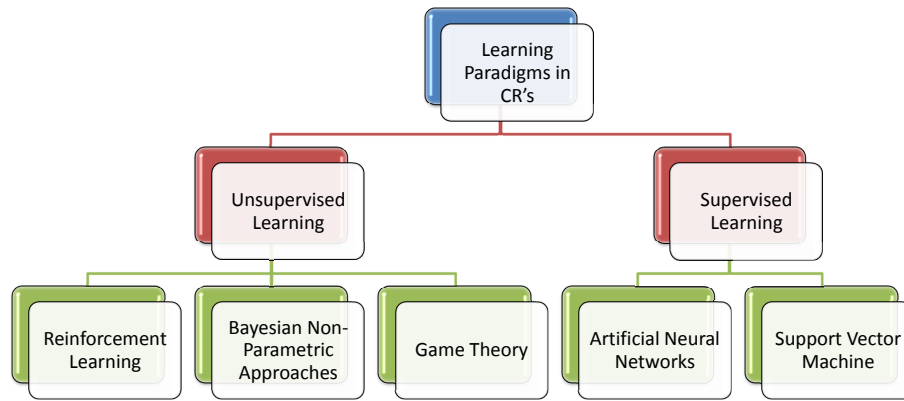 Learning
Paradigms in
CR's
Unsupervised
Learning
Supervised
Learning
Reinforcement
Learning
Bayesian Non-
Parametric
Approaches
Game Theory
Artificial Neural
Networks
Support Vector
Machine